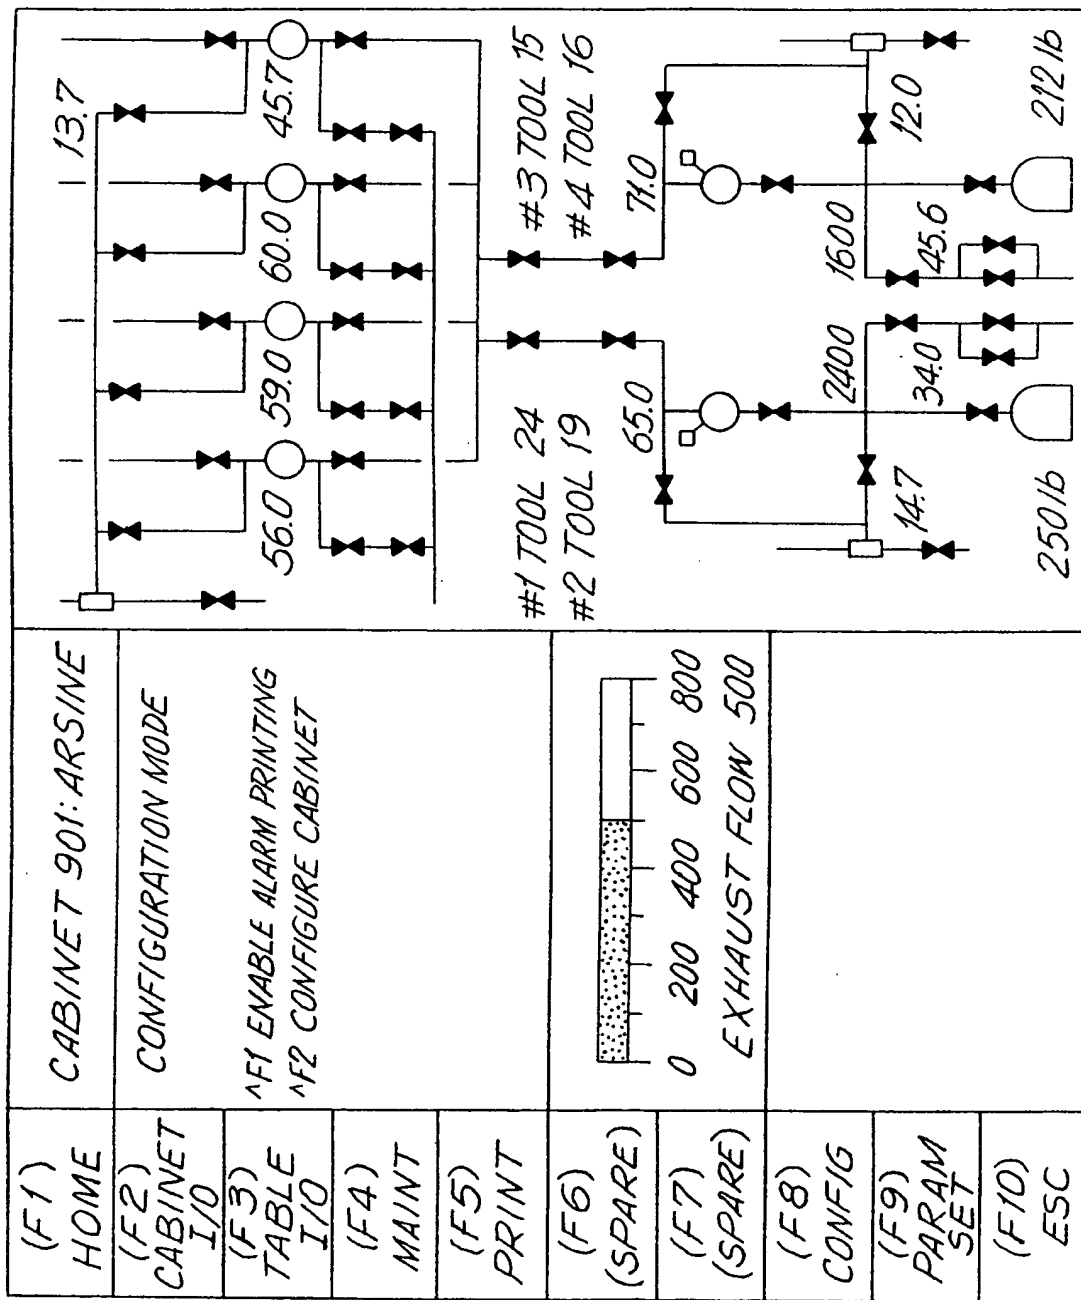 (F1)
HOME
(F2)
CABINET
I/O
(F3)
TABLE
I/O
(F4)
MAINT
(F5)
PRINT
(F6)
(SPARE)
(F7)
(SPARE)
(F8)
CONFIG
(F9)
PARAM
SET
(F10)
ESC
CABINET 901: ARSINE
CONFIGURATION MODE
^F1 ENABLE ALARM PRINTING
^F2 CONFIGURE CABINET
0 200 400 600 800
EXHAUST FLOW 500
13.7
56.0 59.0 60.0 45.7
#1 TOOL 24
#2 TOOL 19
#3 TOOL 15
#4 TOOL 16
65.0 71.0
2400 1600
14.7 34.0 45.6 12.0
250 lb 212 lb